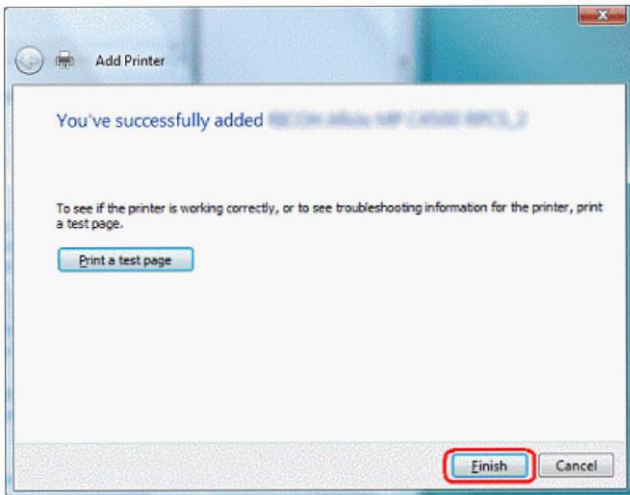 Add Printer
You've successfully added
To see if the printer is working correctly, or to see troubleshooting information for the printer, print
a test page.
Print a test page
Finish
Cancel